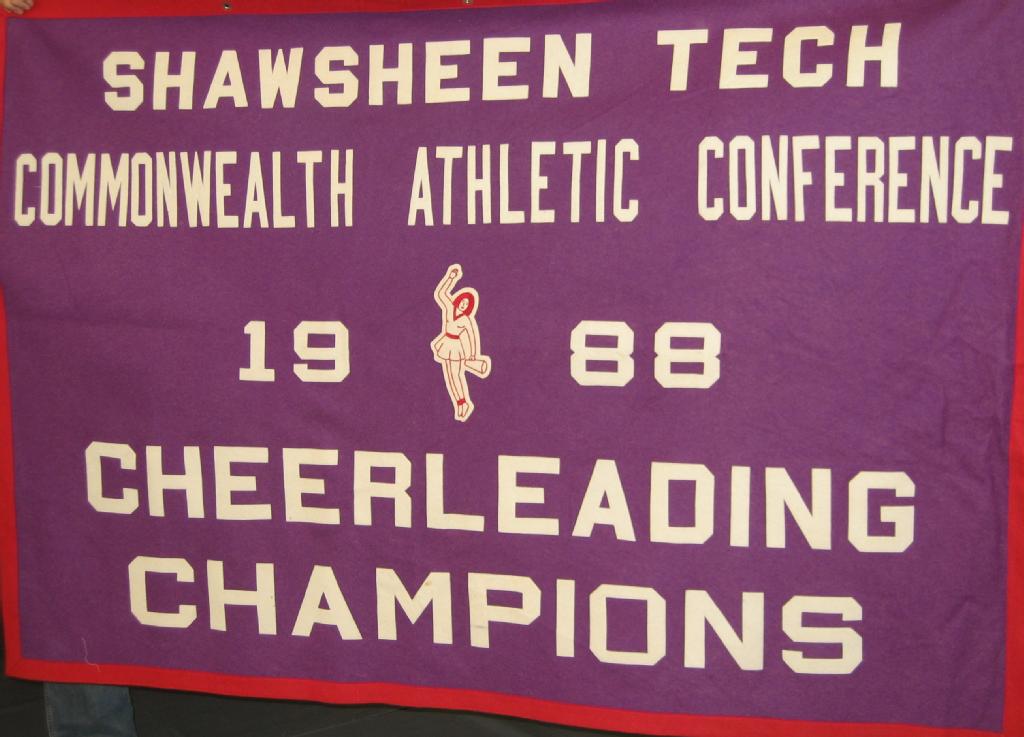 SHAWSHEEN TECH
COMMONWEALTH ATHLETIC CONFERENCE
19 88
CHEERLEADING
CHAMPIONS